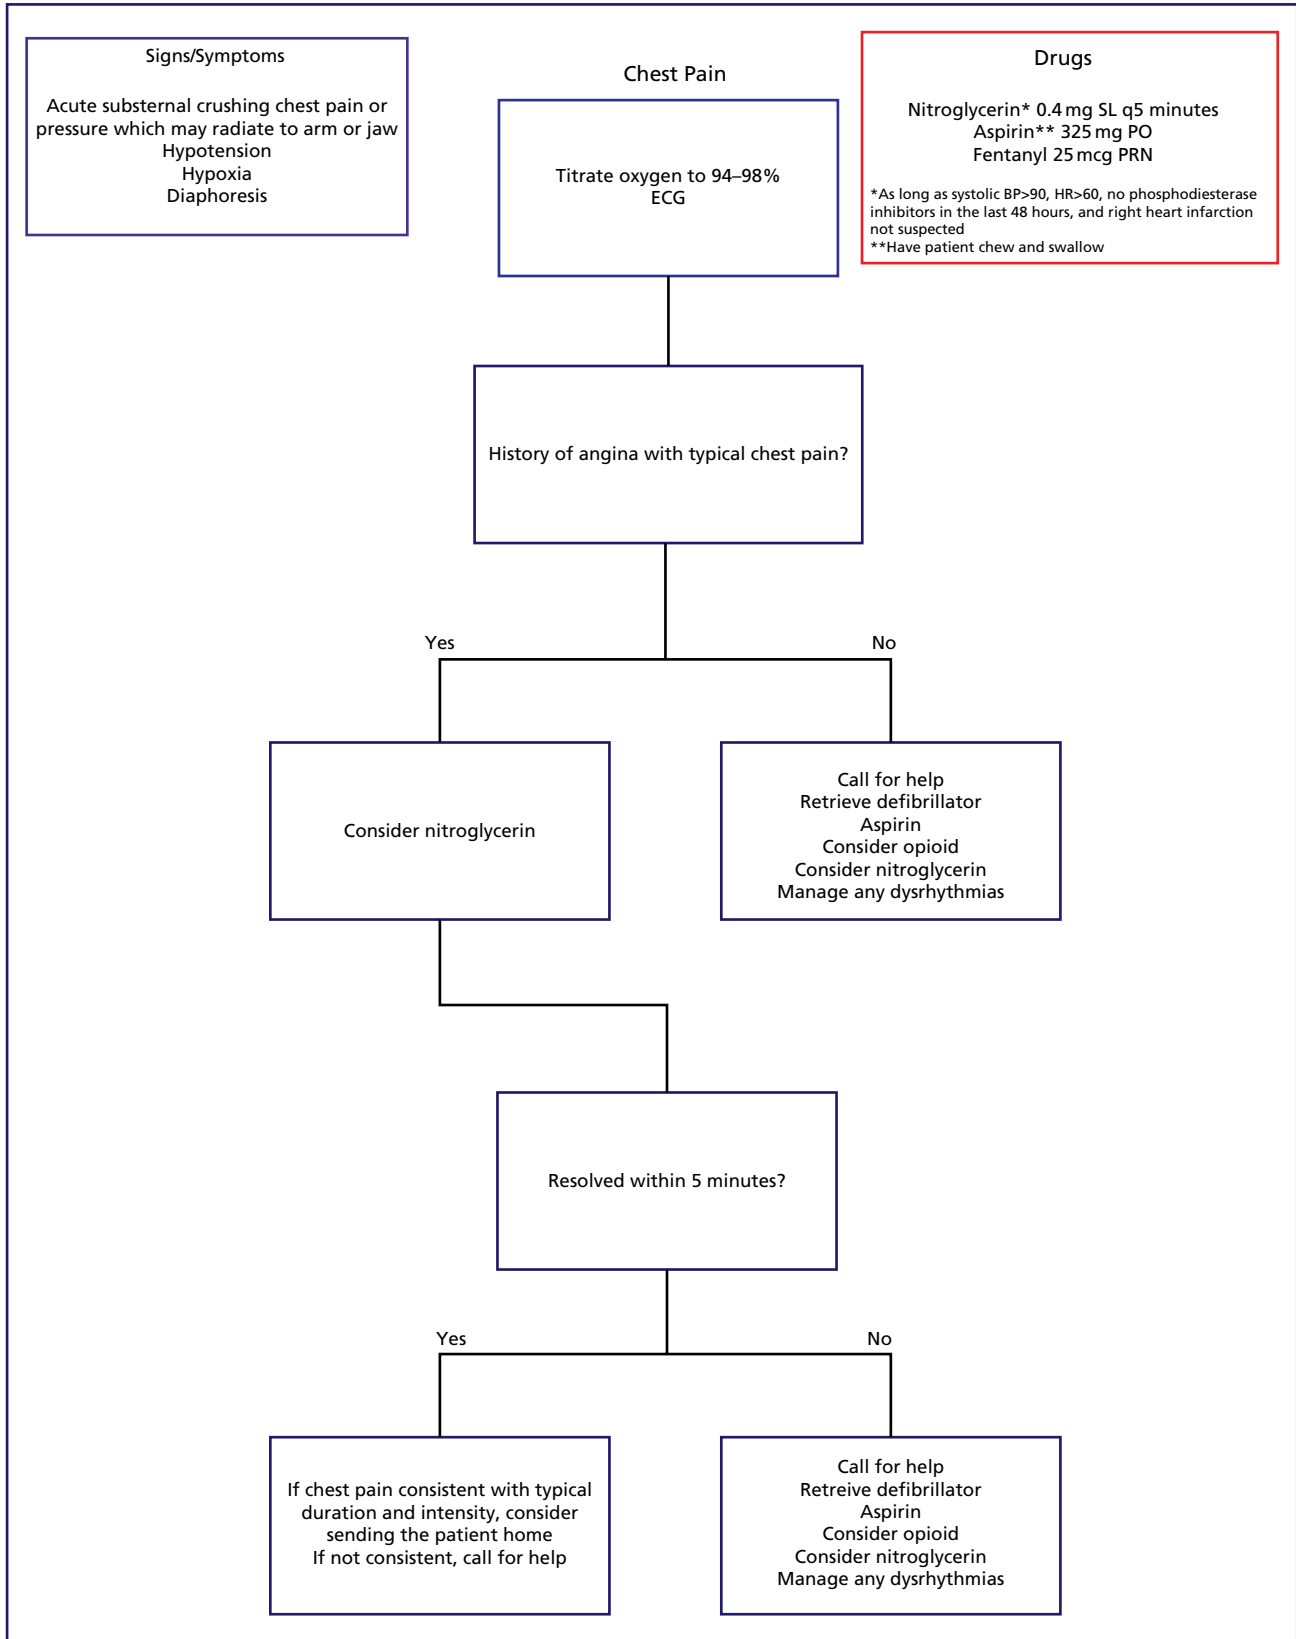 Signs/Symptoms
Acute substernal crushing chest pain or
pressure which may radiate to arm or jaw
Hypotension
Hypoxia
Diaphoresis
Chest Pain
Titrate oxygen to 94–98%
ECG
Drugs
Nitroglycerin* 0.4 mg SL q5 minutes
Aspirin** 325 mg PO
Fentanyl 25 mcg PRN
*As long as systolic BP>90, HR>60, no phosphodiesterase
inhibitors in the last 48 hours, and right heart infarction
not suspected
**Have patient chew and swallow
History of angina with typical chest pain?
Yes
No
Consider nitroglycerin
Call for help
Retrieve defibrillator
Aspirin
Consider opioid
Consider nitroglycerin
Manage any dysrhythmias
Resolved within 5 minutes?
Yes
No
If chest pain consistent with typical
duration and intensity, consider
sending the patient home
If not consistent, call for help
Call for help
Retreive defibrillator
Aspirin
Consider opioid
Consider nitroglycerin
Manage any dysrhythmias